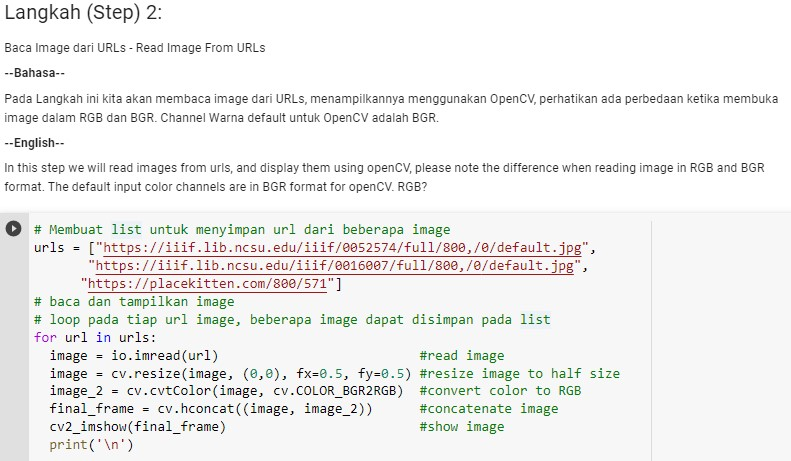 Langkah (Step) 2:
Baca Image dari URLs - Read Image From URLs
--Bahasa--
Pada Langkah ini kita akan membaca image dari URLs, menampilkannya menggunakan OpenCV, perhatikan ada perbedaan ketika membuka
image dalam RGB dan BGR. Channel Warna default untuk OpenCV adalah BGR.
--English--
In this step we will read images from urls, and display them using openCV, please note the difference when reading image in RGB and BGR
format. The default input color channels are in BGR format for openCV. RGB?
# Membuat list untuk menyimpan url dari beberapa image
urls = ["https://iiif.lib.ncsu.edu/iiif/0052574/full/800,/0/default.jpg",
"https://iiif.lib.ncsu.edu/iiif/0016007/full/800,/0/default.jpg",
"https://placekitten.com/800/571"]
# baca dan tampilkan image
# loop pada tiap url image, beberapa image dapat disimpan pada list
for url in urls:
  image = io.imread(url)                         #read image
  image = cv.resize(image, (0,0), fx=0.5, fy=0.5) #resize image to half size
  image_2 = cv.cvtColor(image, cv.COLOR_BGR2RGB)  #convert color to RGB
  final_frame = cv.hconcat((image, image_2))      #concatenate image
  cv2_imshow(final_frame)                         #show image
  print('\n')